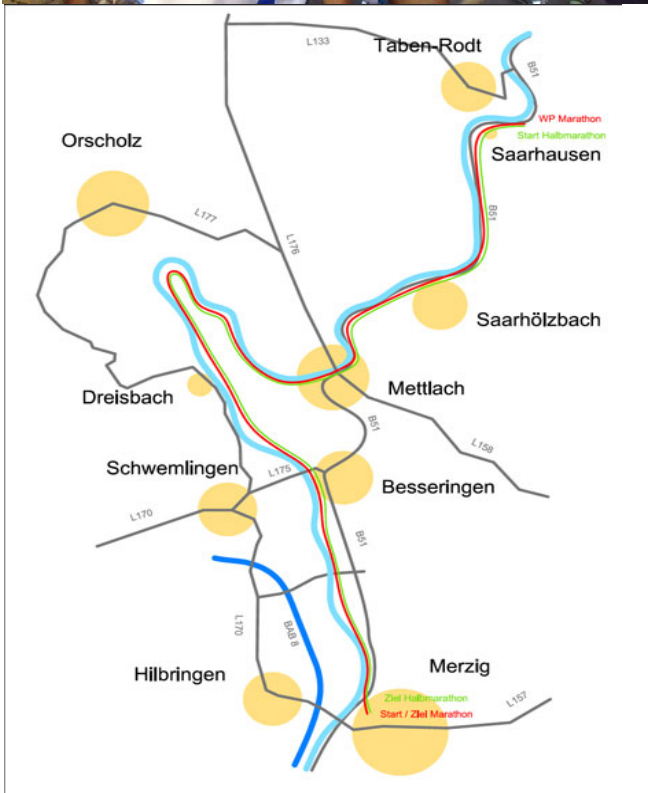 L133
Taben-Rodt
B51
WP Marathon
Start Halbmarathon
Saarhausen
Orscholz
L177
L176
B51
Saarhölzbach
Dreisbach
Mettlach
B51
L158
Schwemlingen
L175
Besseringen
L170
B51
L170
BAB 8
Hilbringen
Merzig
Ziel Halbmarathon
Start / Ziel Marathon
L157